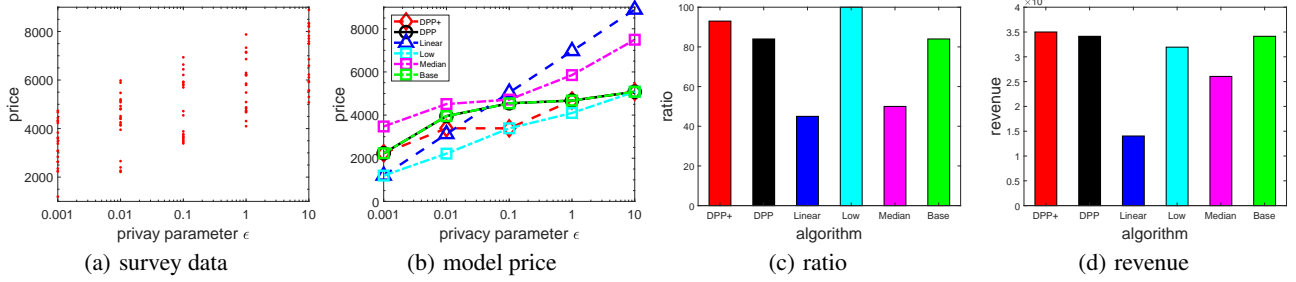 price
8000
6000
4000
2000
0.001
0.01
0.1
1
10
privay parameter ϵ
(a) survey data
price
9000
8000
6000
4000
2000
0
DPP+
DPP
Linear
Low
Median
Base
0.001
0.01
0.1
1
10
privacy parameter ϵ
(b) model price
ratio
100
80
60
40
20
0
DPP+
DPP
Linear
Low
Median
Base
algorithm
(c) ratio
revenue
4
3.5
3
2.5
2
1.5
1
0.5
0
DPP+
DPP
Linear
Low
Median
Base
algorithm
(d) revenue